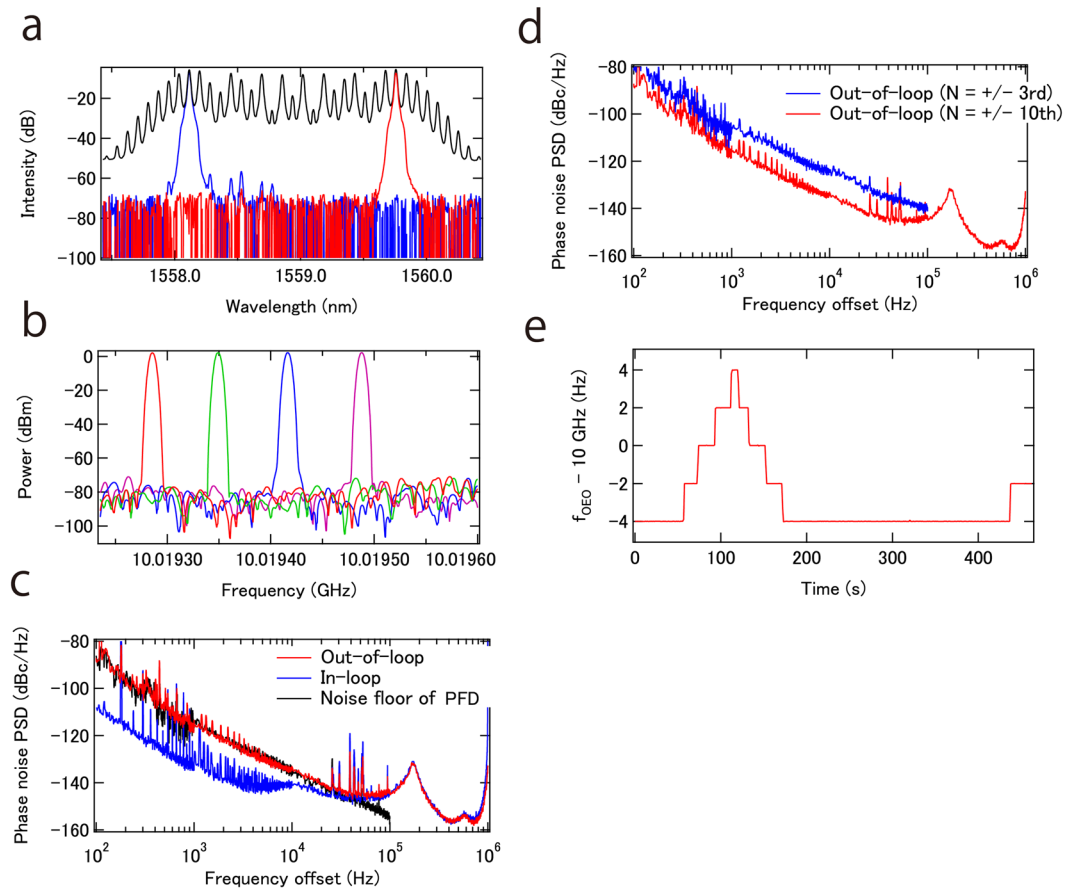 a
Intensity (dB)
-20
-40
-60
-80
-100
1558.0
1559.0
1560.0
Wavelength (nm)
b
Power (dBm)
0
-20
-40
-60
-80
-100
10.01930
10.01940
10.01950
10.01960
Frequency (GHz)
c
Phase noise PSD (dBc/Hz)
-80
-100
-120
-140
-160
Out-of-loop
In-loop
Noise floor of PFD
10²
10³
10⁴
10⁵
10⁶
Frequency offset (Hz)
d
Phase noise PSD (dBc/Hz)
-80
-100
-120
-140
-160
Out-of-loop (N = +/- 3rd)
Out-of-loop (N = +/- 10th)
10²
10³
10⁴
10⁵
10⁶
Frequency offset (Hz)
e
f_OEO - 10 GHz (Hz)
4
2
0
-2
-4
0
100
200
300
400
Time (s)